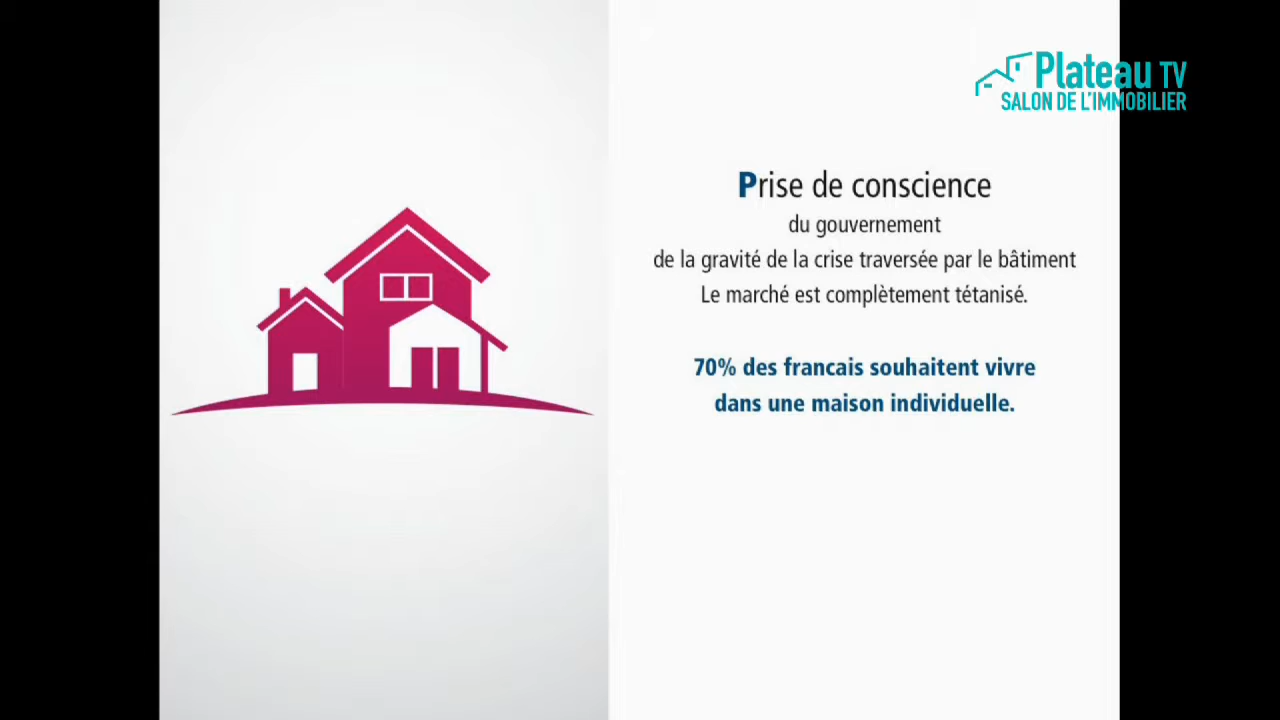 Plateau TV
SALON DE L'IMMOBILIER
Prise de conscience
du gouvernement
de la gravité de la crise traversée par le bâtiment
Le marché est complètement tétanisé.
70% des francais souhaitent vivre
dans une maison individuelle.